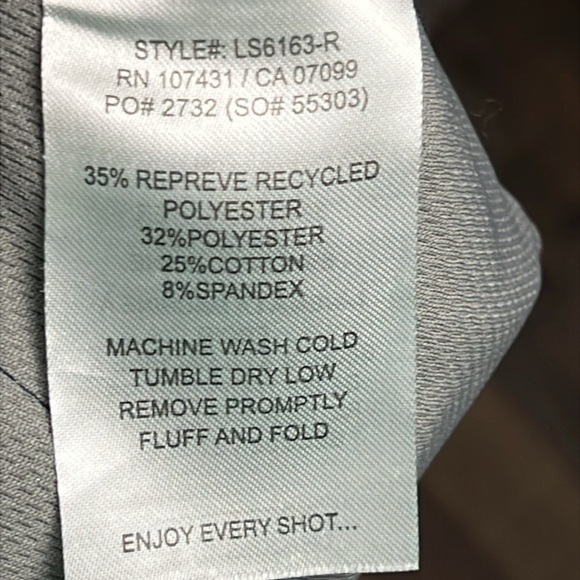 STYLE#: LS6163-R
RN 107431 / CA 07099
PO# 2732 (SO# 55303)
35% REPREVE RECYCLED
POLYESTER
32%POLYESTER
25%COTTON
8%SPANDEX
MACHINE WASH COLD
TUMBLE DRY LOW
REMOVE PROMPTLY
FLUFF AND FOLD
ENJOY EVERY SHOT...